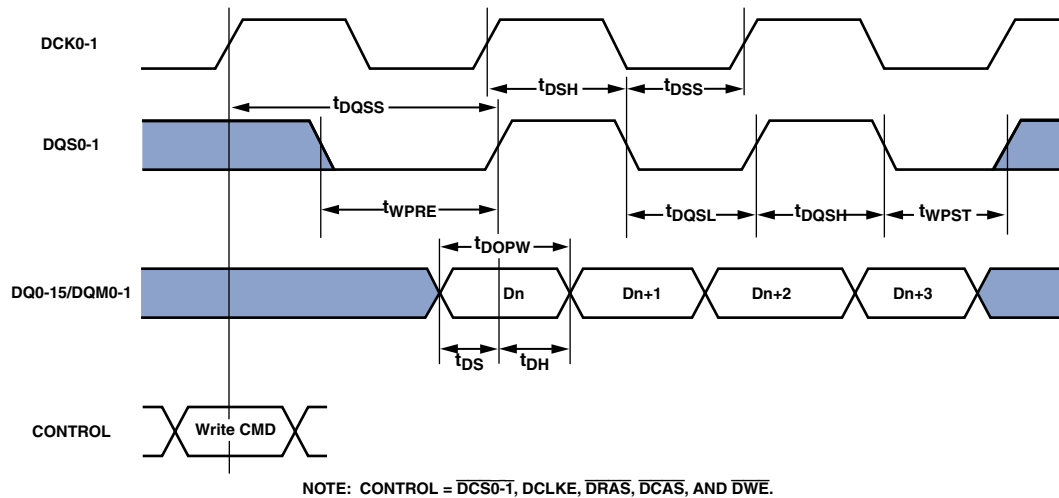 DCK0-1
tDSH
tDSS
tDQSS
DQS0-1
tWPRE
tDQSL
tDQSH
tWPST
tDOPW
DQ0-15/DQM0-1
Dn
Dn+1
Dn+2
Dn+3
tDS
tDH
CONTROL
Write CMD
NOTE: CONTROL = DCS0-1, DCLKE, DRAS, DCAS, AND DWE.